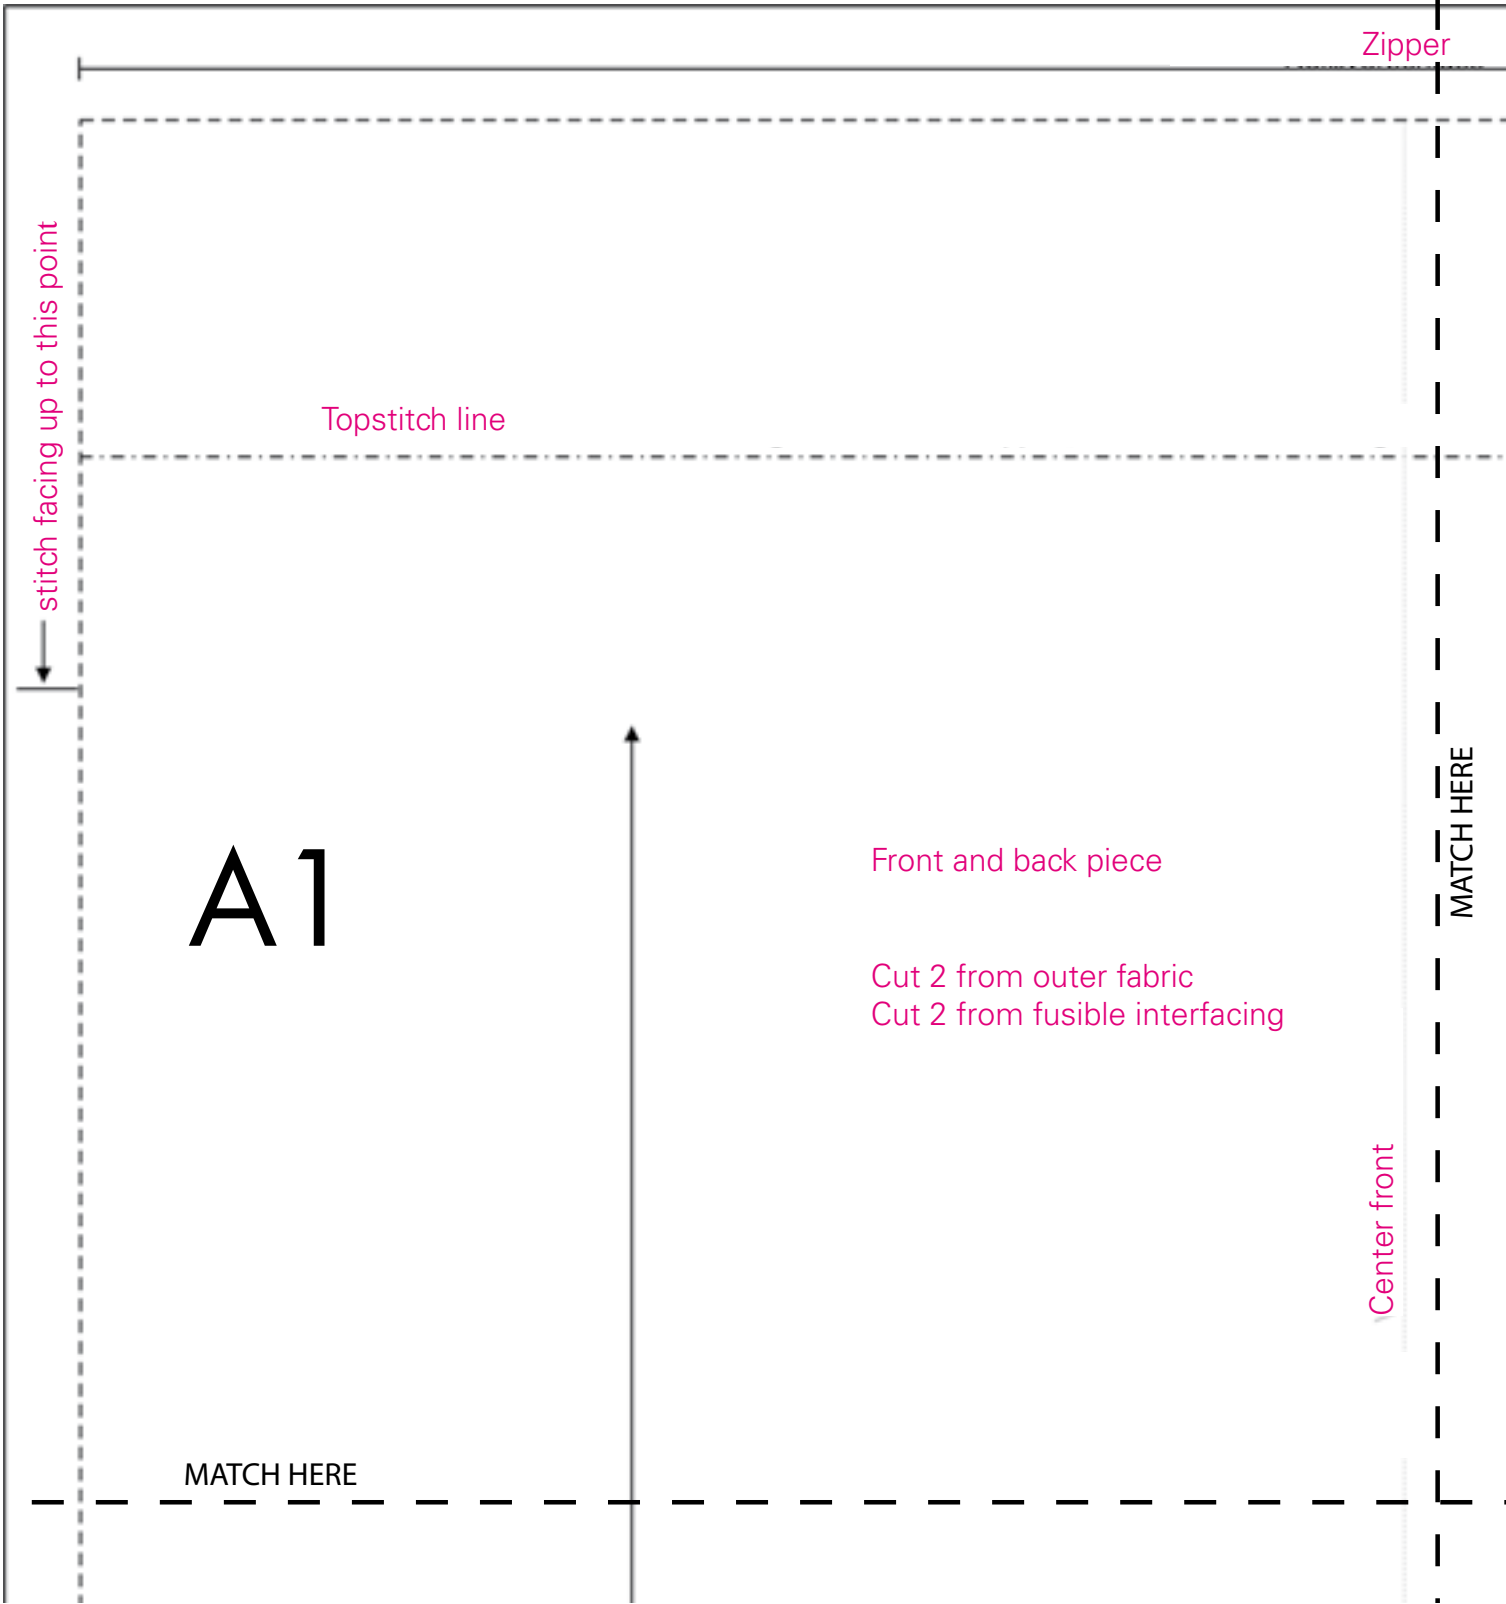 Zipper
stitch facing up to this point
Topstitch line
MATCH HERE
A1
Front and back piece
Cut 2 from outer fabric
Cut 2 from fusible interfacing
Center front
MATCH HERE